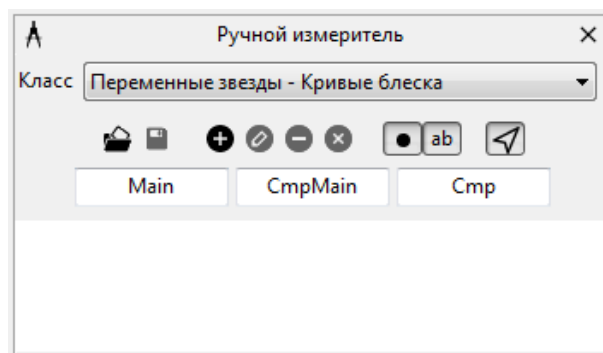 Ручной измеритель
Класс Переменные звезды - Кривые блеска
ab
Main CmpMain Cmp